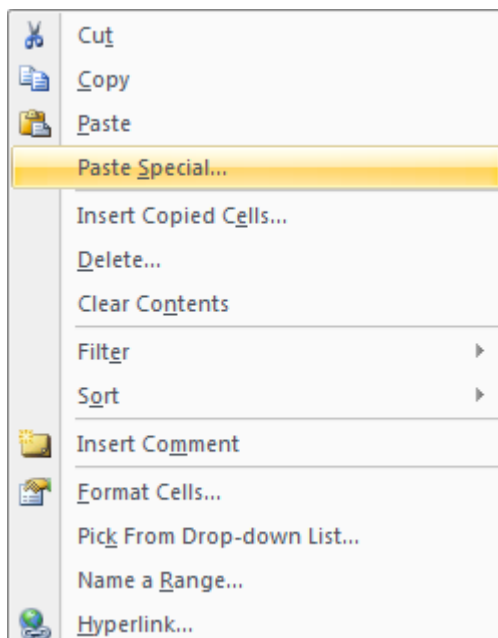 Cut
Copy
Paste
Paste Special...
Insert Copied Cells...
Delete...
Clear Contents
Filter
Sort
Insert Comment
Format Cells...
Pick From Drop-down List...
Name a Range...
Hyperlink...